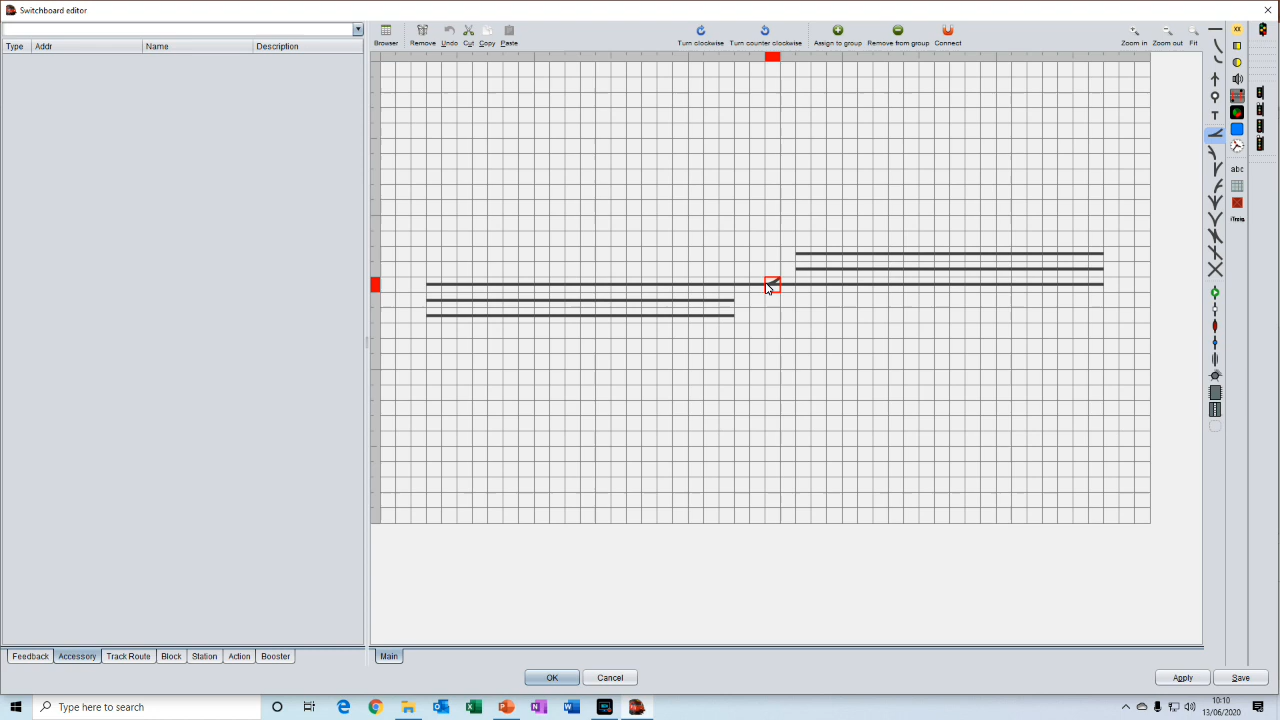 Switchboard editor
Type Addr Name Description
Browser Remove Undo Cut Copy Paste Turn clockwise Turn counter clockwise Assign to group Remove from group Connect Zoom in Zoom out Fit
XX
T
abc
iTrain
Feedback Accessory Track Route Block Station Action Booster
Main
OK Cancel Apply Save
Type here to search
10:10
13/06/2020